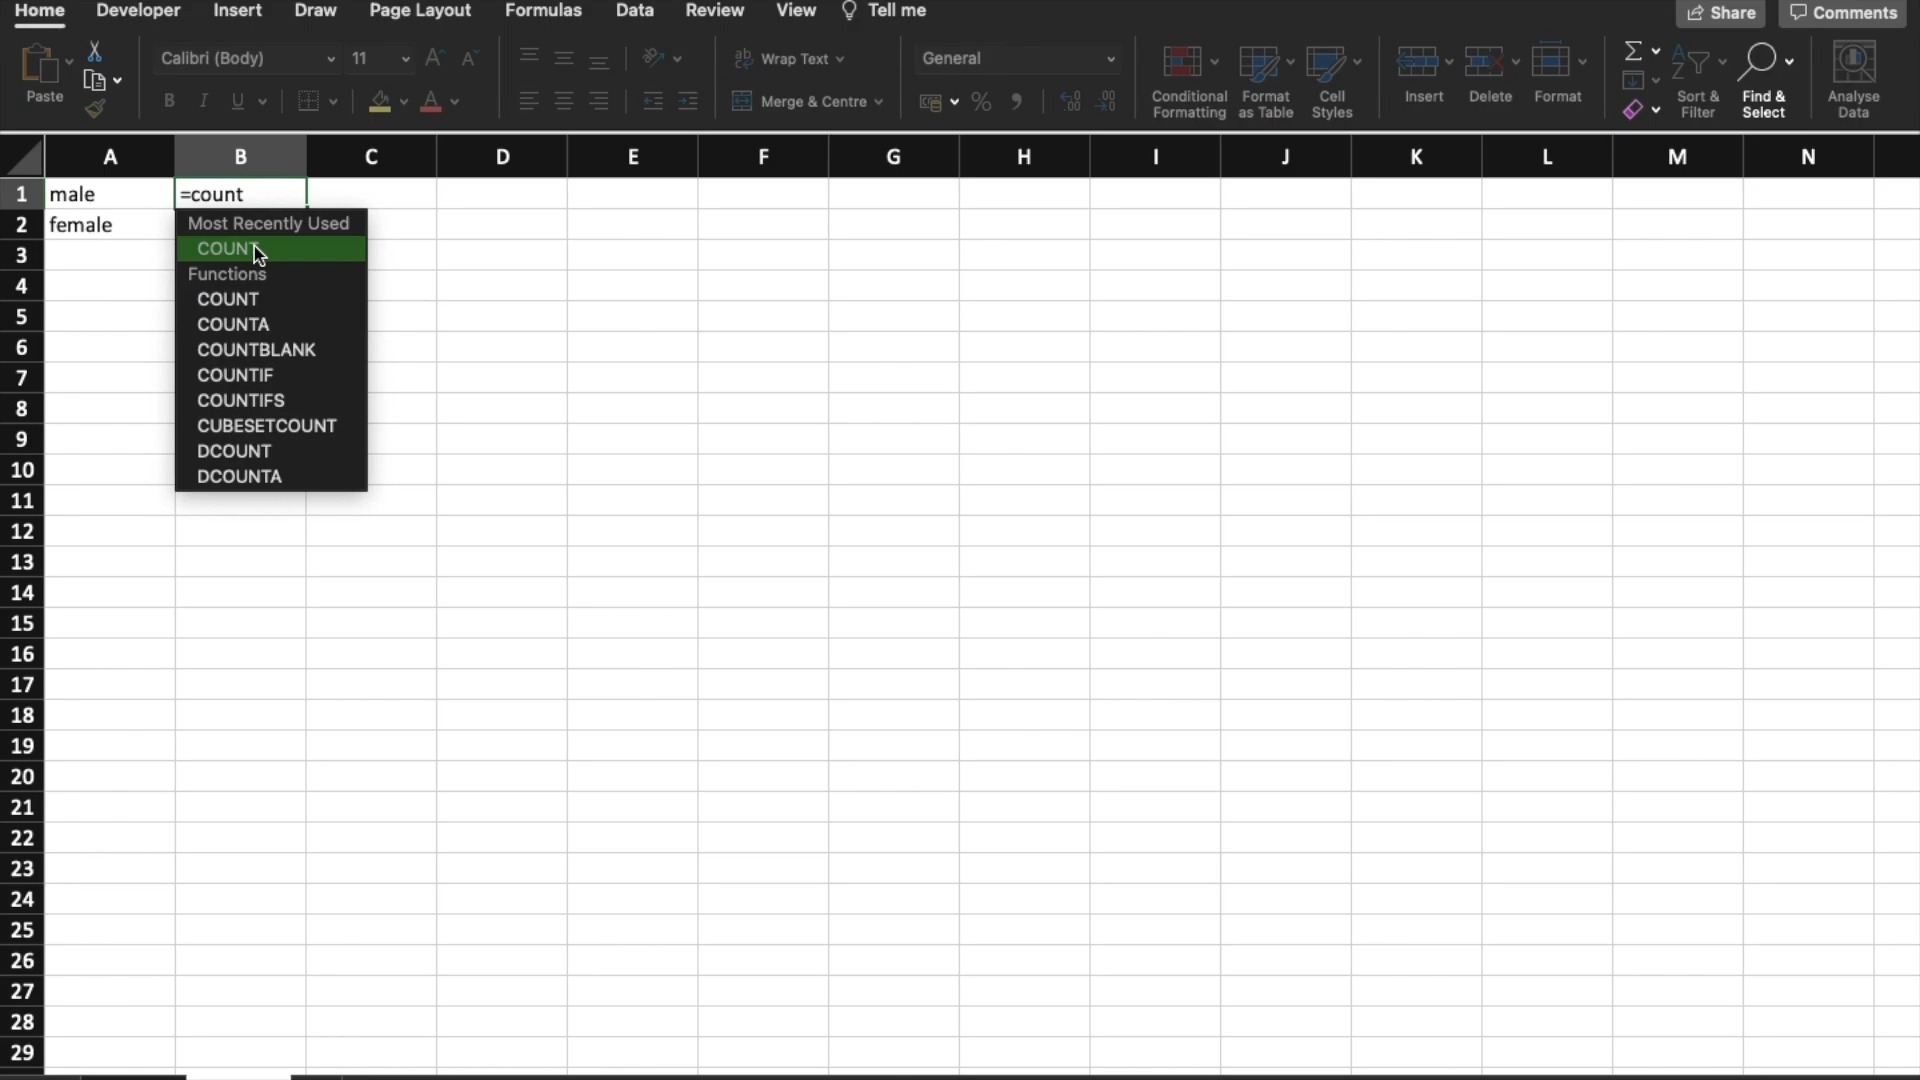 Home Developer Insert Draw Page Layout Formulas Data Review View Tell me Share Comments
Calibri (Body) 11 A A Wrap Text General
Paste B I U A Merge & Centre % Conditional Formatting Format as Table Cell Styles Insert Delete Format Sort & Filter Find & Select Analyse Data
A B C D E F G H I J K L M N
1 male =count
2 female Most Recently Used
3 COUNT
Functions
4 COUNT
5 COUNTA
6 COUNTBLANK
7 COUNTIF
8 COUNTIFS
9 CUBESETCOUNT
10 DCOUNT
DCOUNTA
11
12
13
14
15
16
17
18
19
20
21
22
23
24
25
26
27
28
29